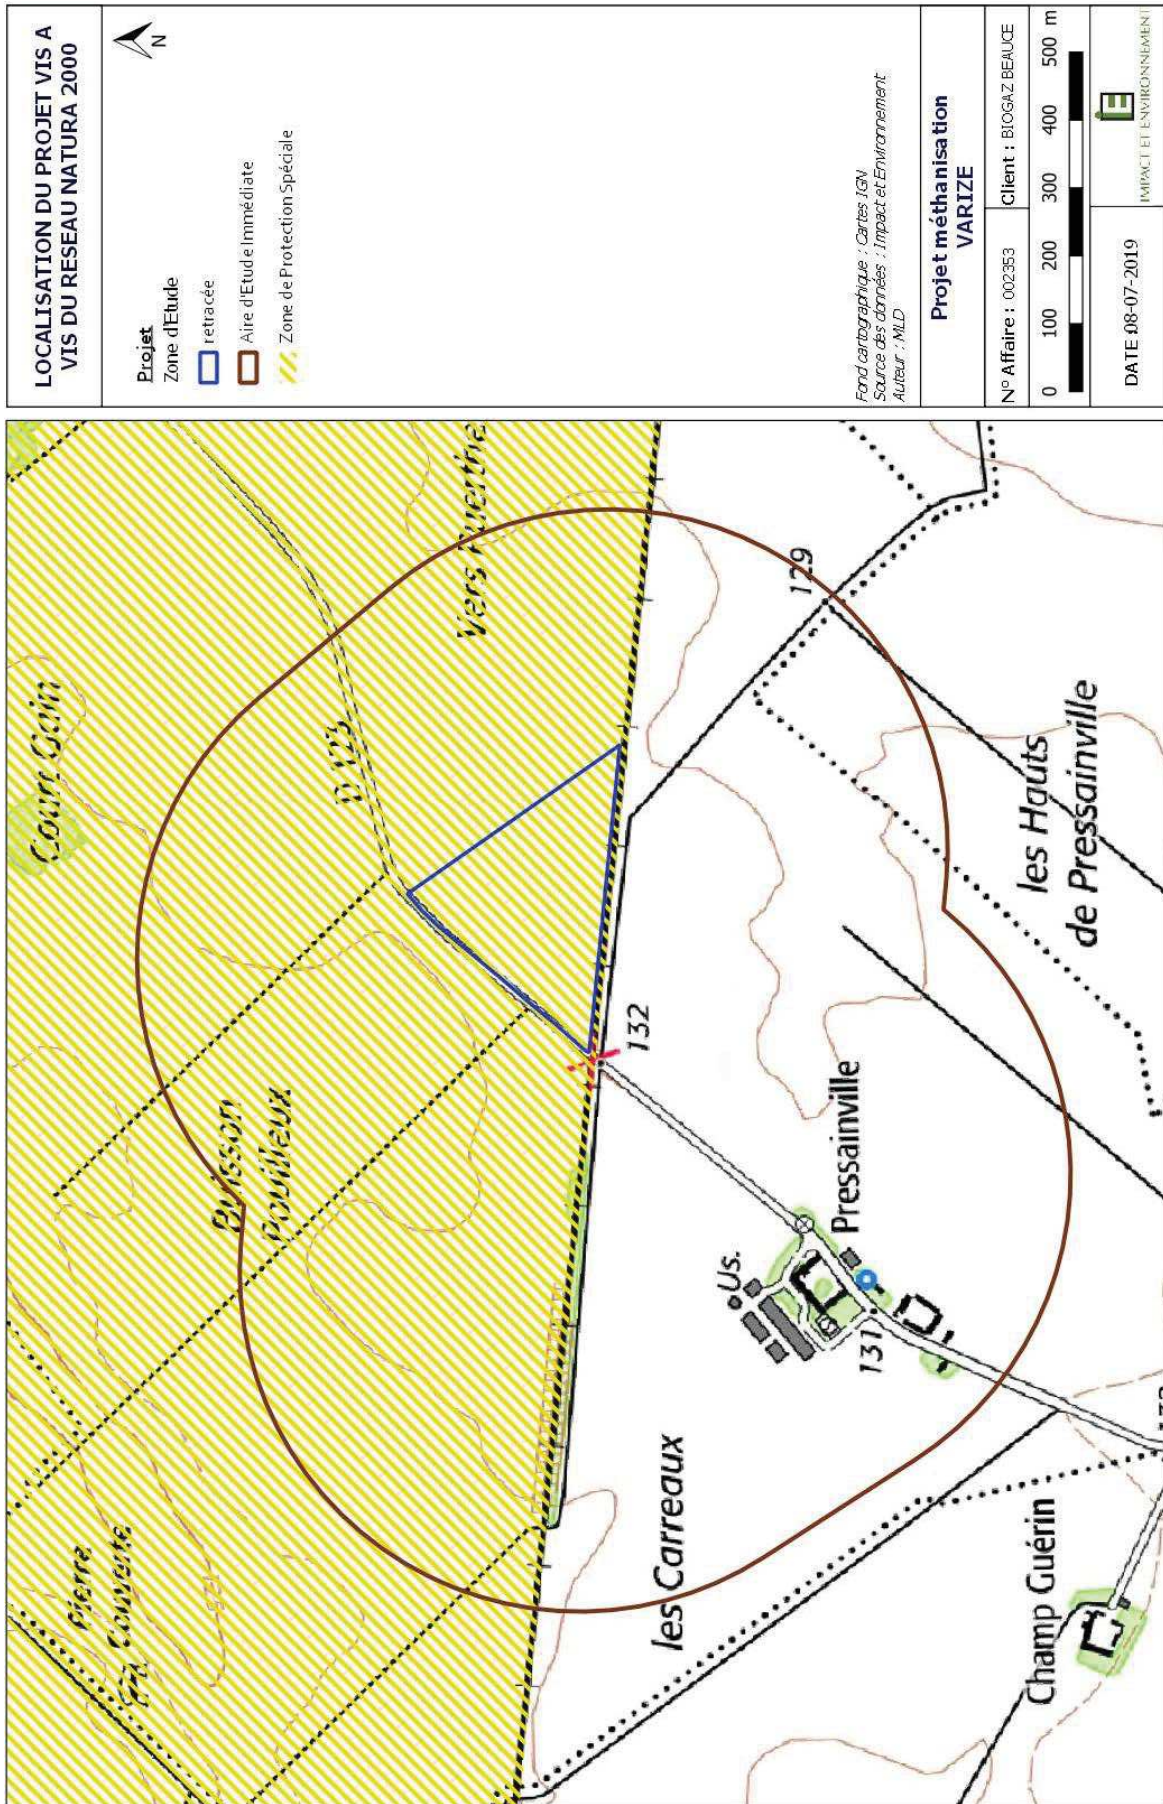 LOCALISATION DU PROJET VIS A
VIS DU RESEAU NATURA 2000
N
Projet
Zone d'Etude
retracée
Aire d'Etude Immédiate
Zone de Protection Spéciale
Fond cartographique : Cartes IGN
Source des données : Impact et Environnement
Auteur : MLD
Projet méthanisation
VARIZE
N° Affaire : 002353
Client : BIOGAZ BEAUCE
0 100 200 300 400 500 m
DATE 08-07-2019
IE
IMPACT ET ENVIRONNEMENT
Court Gain
D 123
Buisson
Pouilleux
Pierre
Couverte
132
129
Us.
Pressainville
131
les Hauts
de Pressainville
les Carreaux
Champ Guérin